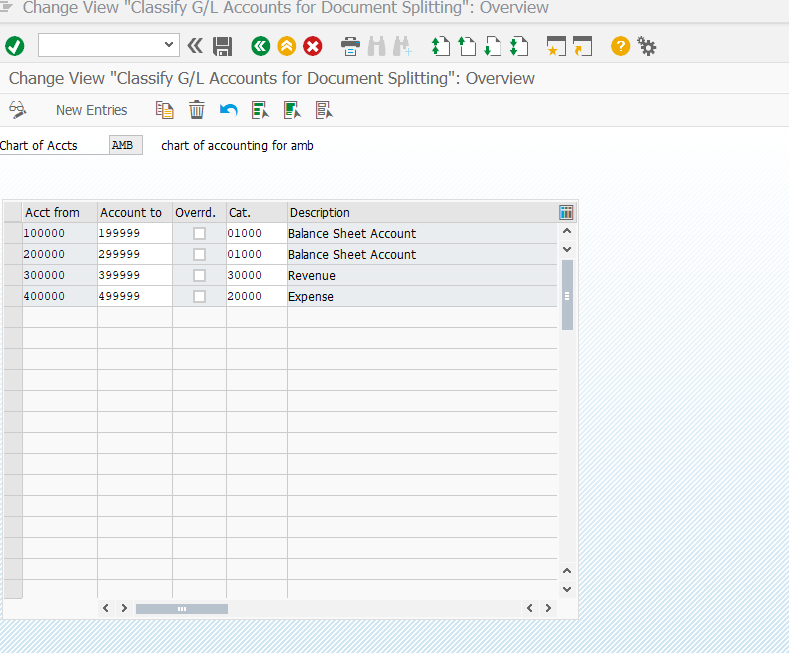 Change View "Classify G/L Accounts for Document Splitting": Overview
Change View "Classify G/L Accounts for Document Splitting": Overview
New Entries
Chart of Accts AMB chart of accounting for amb
Acct from Account to Overrd. Cat. Description
100000 199999 01000 Balance Sheet Account
200000 299999 01000 Balance Sheet Account
300000 399999 30000 Revenue
400000 499999 20000 Expense